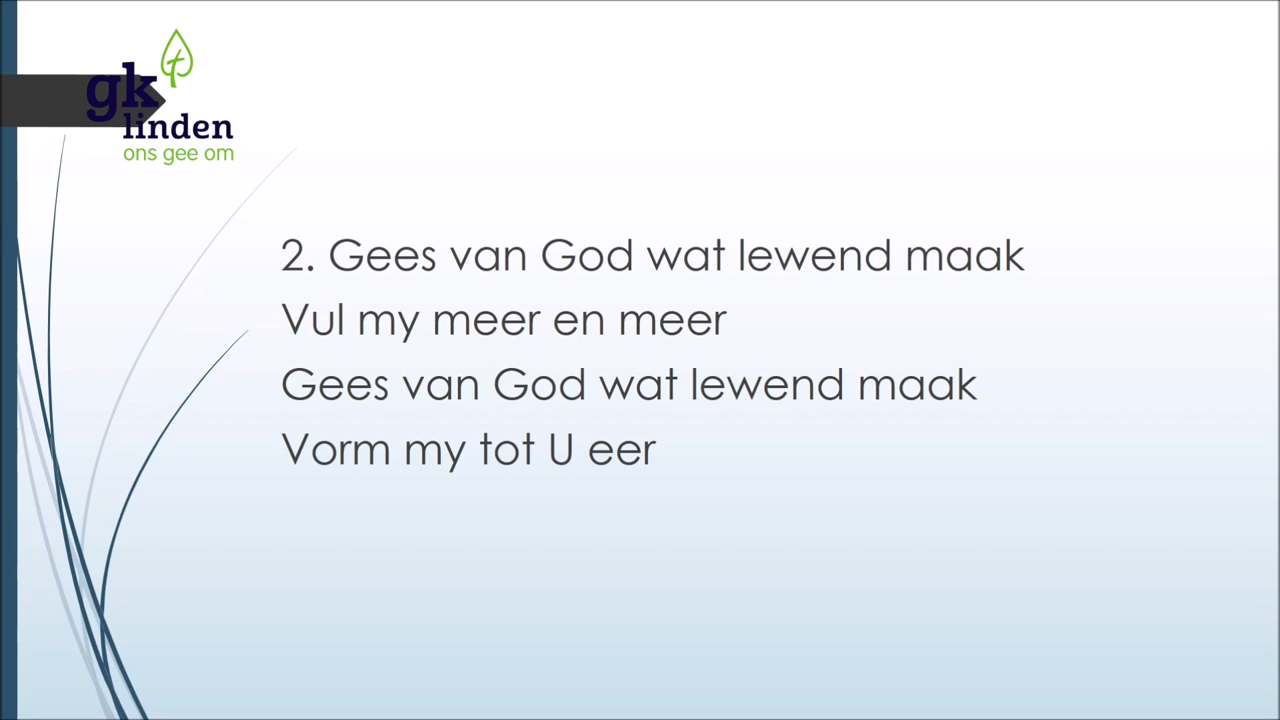 gk
linden
ons gee om
2. Gees van God wat lewend maak
Vul my meer en meer
Gees van God wat lewend maak
Vorm my tot U eer